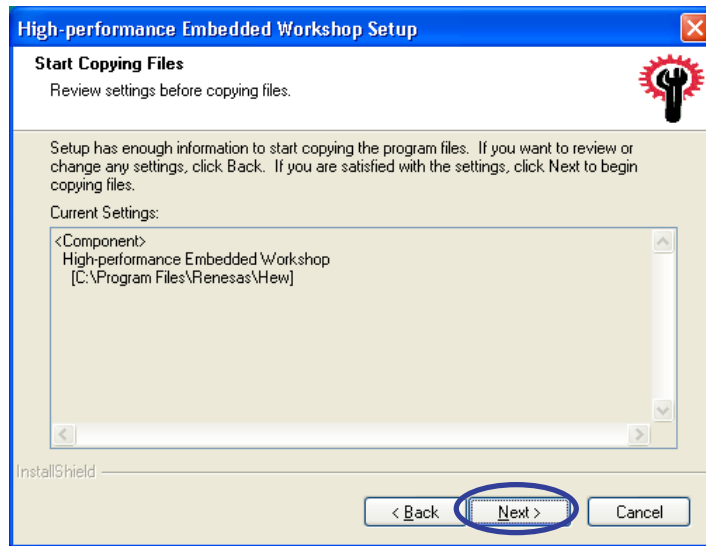 High-performance Embedded Workshop Setup
Start Copying Files
Review settings before copying files.
Setup has enough information to start copying the program files. If you want to review or
change any settings, click Back. If you are satisfied with the settings, click Next to begin
copying files.
Current Settings:
<Component>
High-performance Embedded Workshop
[C:\Program Files\Renesas\Hew]
InstallShield
< Back
Next >
Cancel